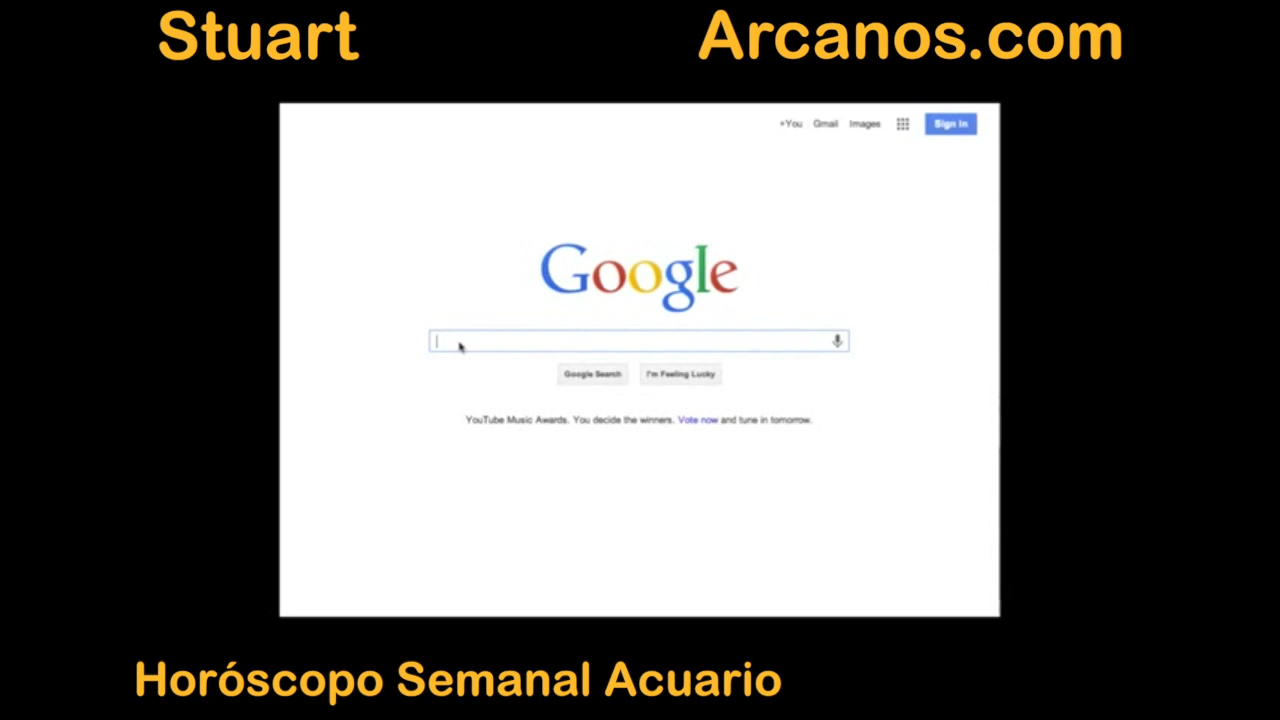 Stuart Arcanos.com
+You Gmail Images Sign in
Google
Google Search I'm Feeling Lucky
YouTube Music Awards. You decide the winners. Vote now and tune in tomorrow.
Horóscopo Semanal Acuario